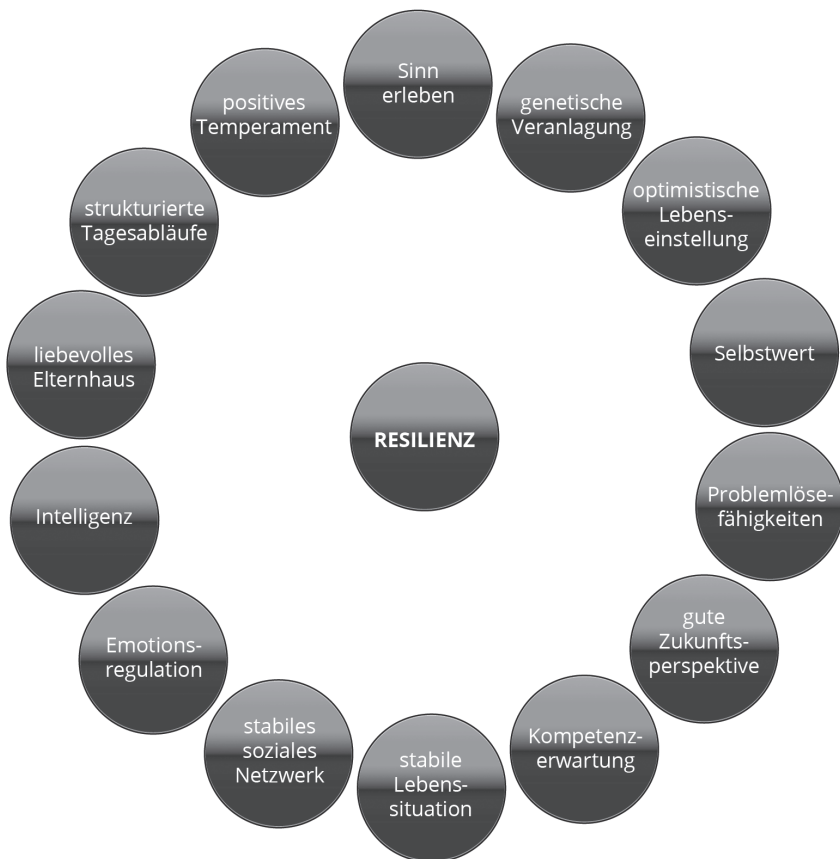 Sinn
erleben
genetische
Veranlagung
optimistische
Lebens-
einstellung
Selbstwert
Problemlöse-
fähigkeiten
gute
Zukunfts-
perspektive
Kompetenz-
erwartung
stabile
Lebens-
situation
stabiles
soziales
Netzwerk
Emotions-
regulation
Intelligenz
liebevolles
Elternhaus
strukturierte
Tagesabläufe
positives
Temperament
RESILIENZ